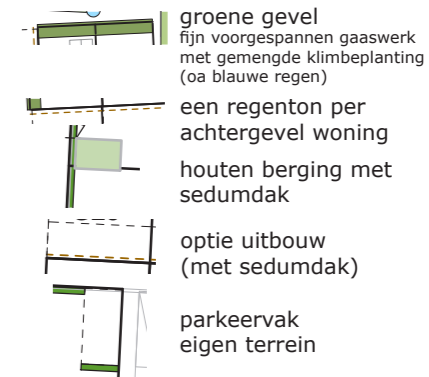 groene gevel
fijn voorgespannen gaaswerk
met gemengde klimbeplanting
(oa blauwe regen)
een regenton per
achtergevel woning
houten berging met
sedumdak
optie uitbouw
(met sedumdak)
parkeervak
eigen terrein